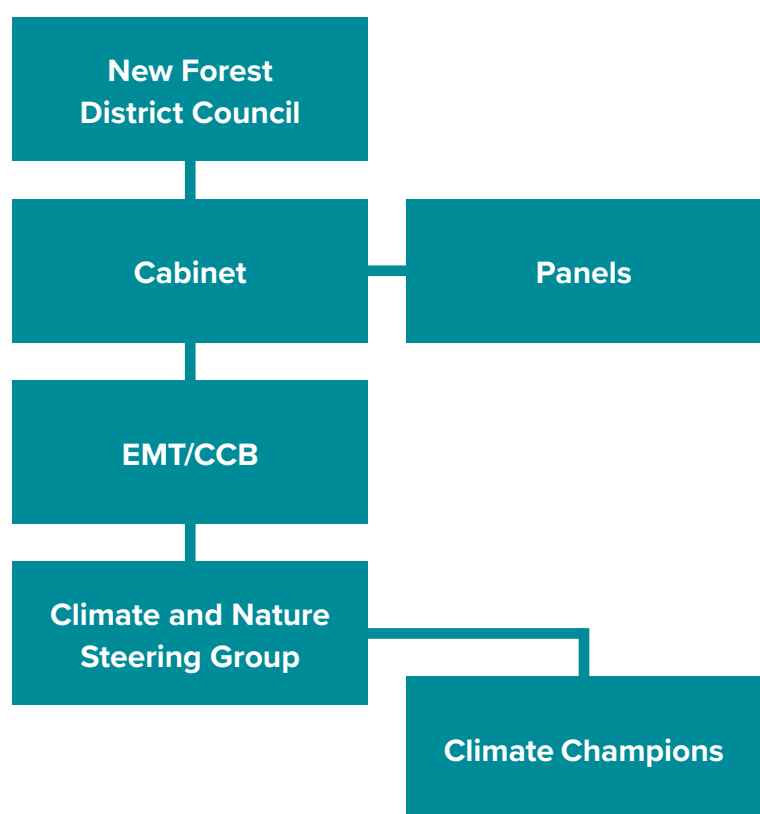 New Forest
District Council
Cabinet
Panels
EMT/CCB
Climate and Nature
Steering Group
Climate Champions